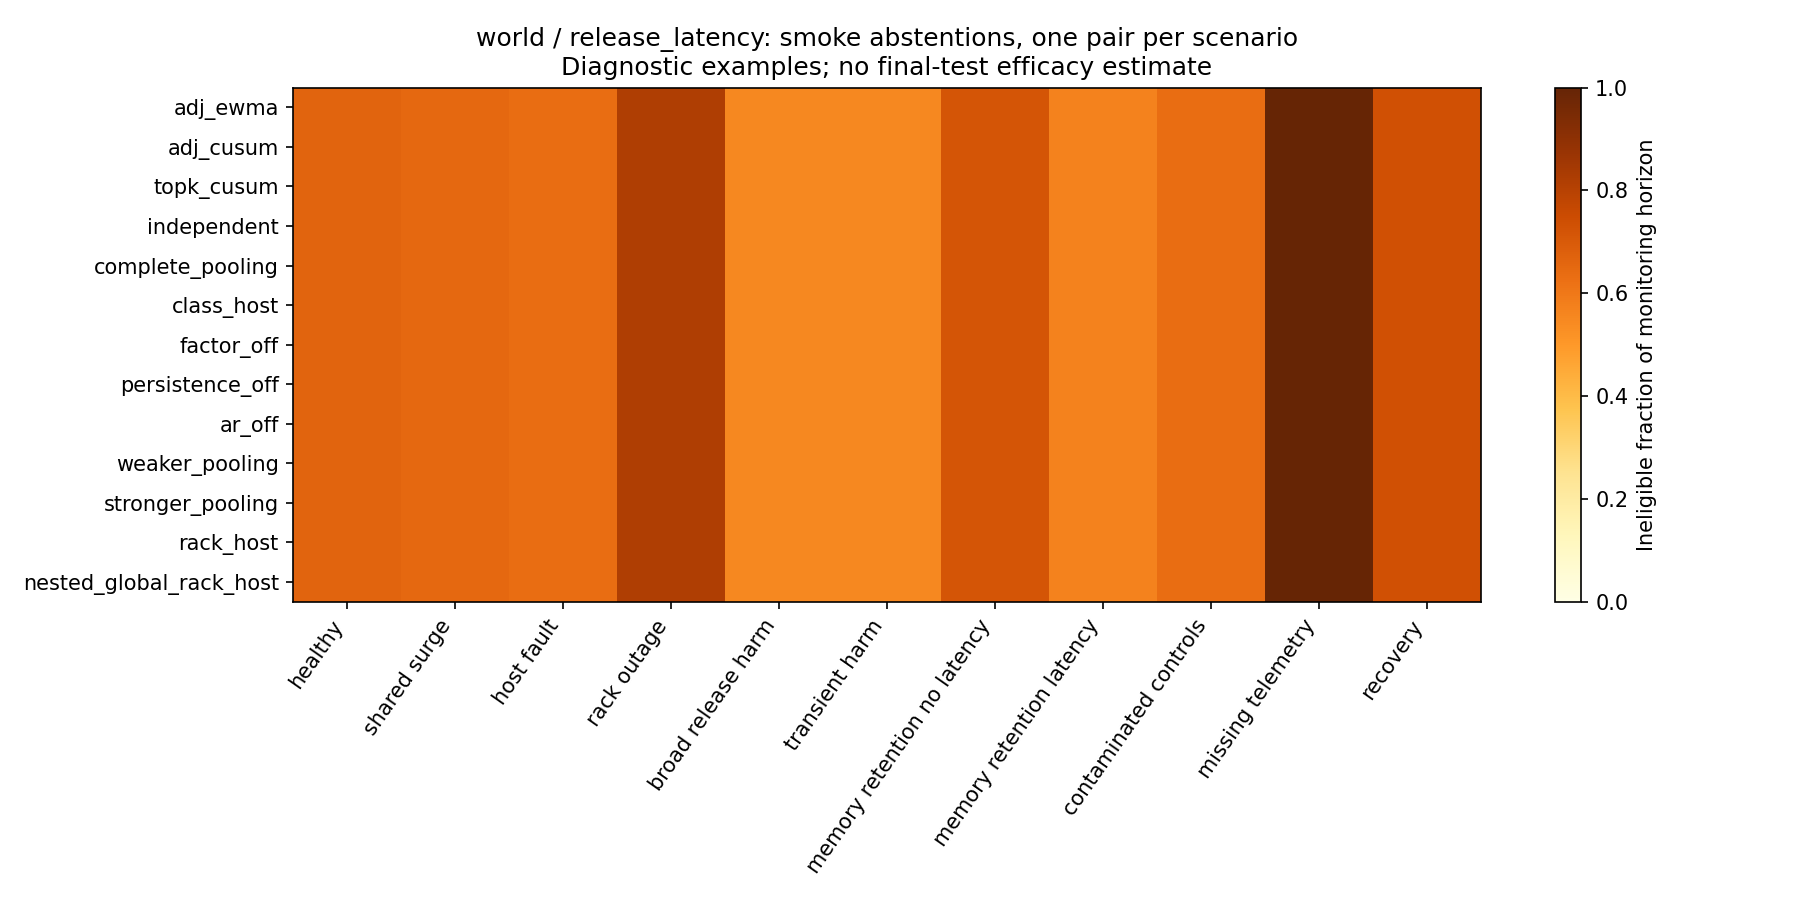 world / release_latency: smoke abstentions, one pair per scenario
Diagnostic examples; no final-test efficacy estimate
adj_ewma
adj_cusum
topk_cusum
independent
complete_pooling
class_host
factor_off
persistence_off
ar_off
weaker_pooling
stronger_pooling
rack_host
nested_global_rack_host
healthy
shared surge
host fault
rack outage
broad release harm
transient harm
memory retention no latency
memory retention latency
contaminated controls
missing telemetry
recovery
1.0
0.8
0.6
0.4
0.2
0.0
Ineligible fraction of monitoring horizon